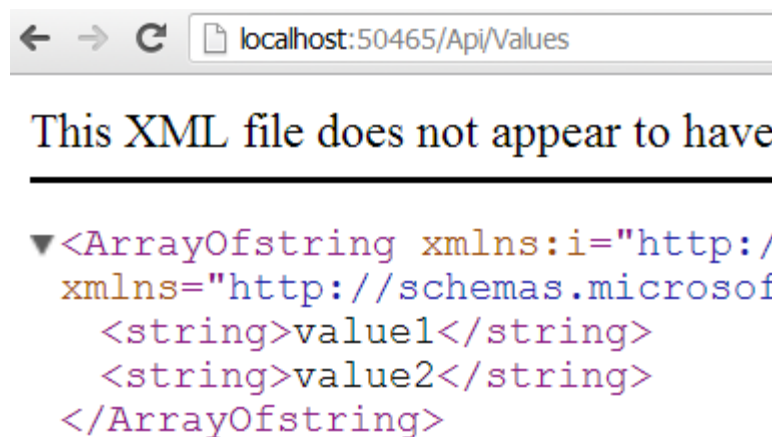 localhost:50465/Api/Values
This XML file does not appear to have
▼<ArrayOfstring xmlns:i="http:/
xmlns="http://schemas.microsof
<string>value1</string>
<string>value2</string>
</ArrayOfstring>